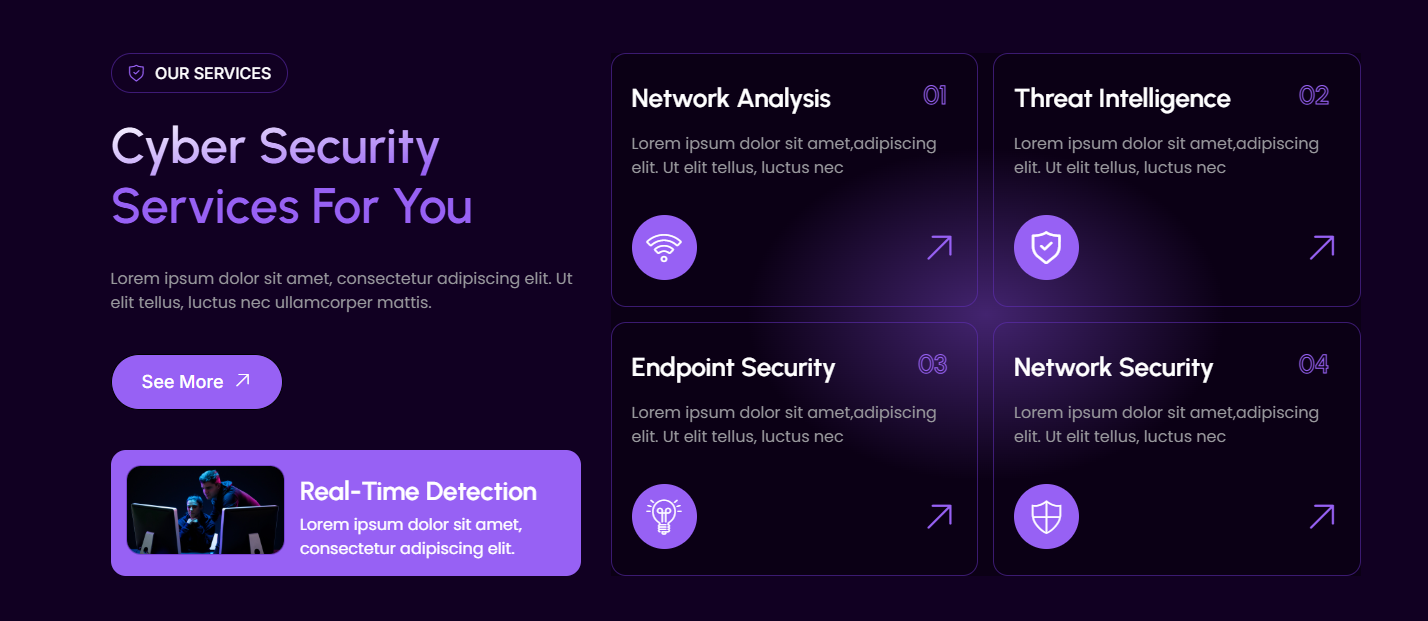 OUR SERVICES
Cyber Security
Services For You
Lorem ipsum dolor sit amet, consectetur adipiscing elit. Ut
elit tellus, luctus nec ullamcorper mattis.
See More
Real-Time Detection
Lorem ipsum dolor sit amet,
consectetur adipiscing elit.
Network Analysis
01
Lorem ipsum dolor sit amet,adipiscing
elit. Ut elit tellus, luctus nec
Threat Intelligence
02
Lorem ipsum dolor sit amet,adipiscing
elit. Ut elit tellus, luctus nec
Endpoint Security
03
Lorem ipsum dolor sit amet,adipiscing
elit. Ut elit tellus, luctus nec
Network Security
04
Lorem ipsum dolor sit amet,adipiscing
elit. Ut elit tellus, luctus nec